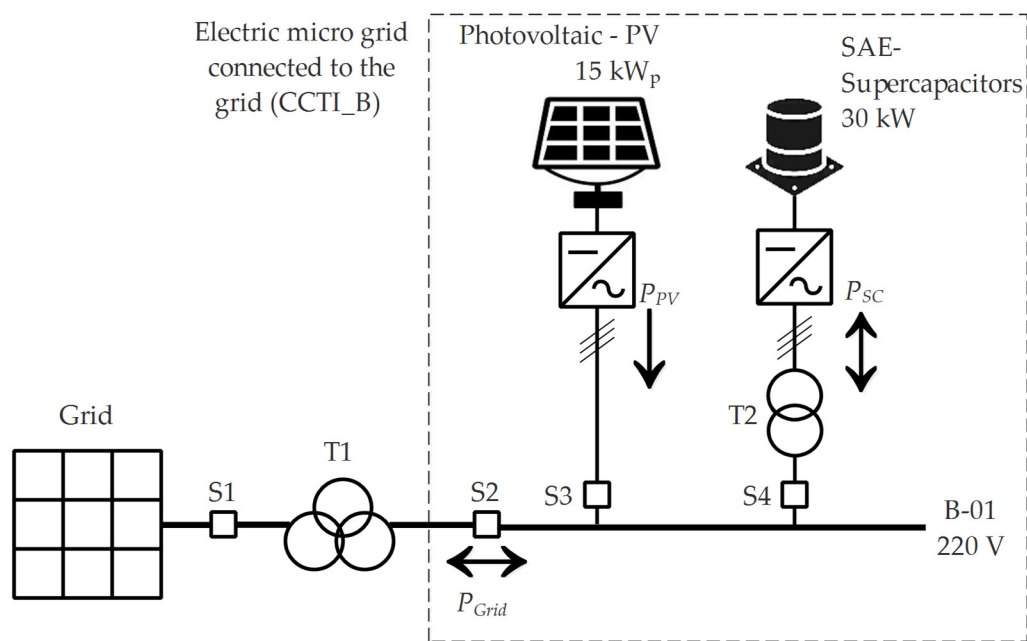 Electric micro grid
connected to the
grid (CCTI_B)
Photovoltaic - PV
15 kWp
SAE-
Supercapacitors
30 kW
PPV
PSC
T2
Grid
T1
S1
S2
S3
S4
B-01
220 V
PGrid